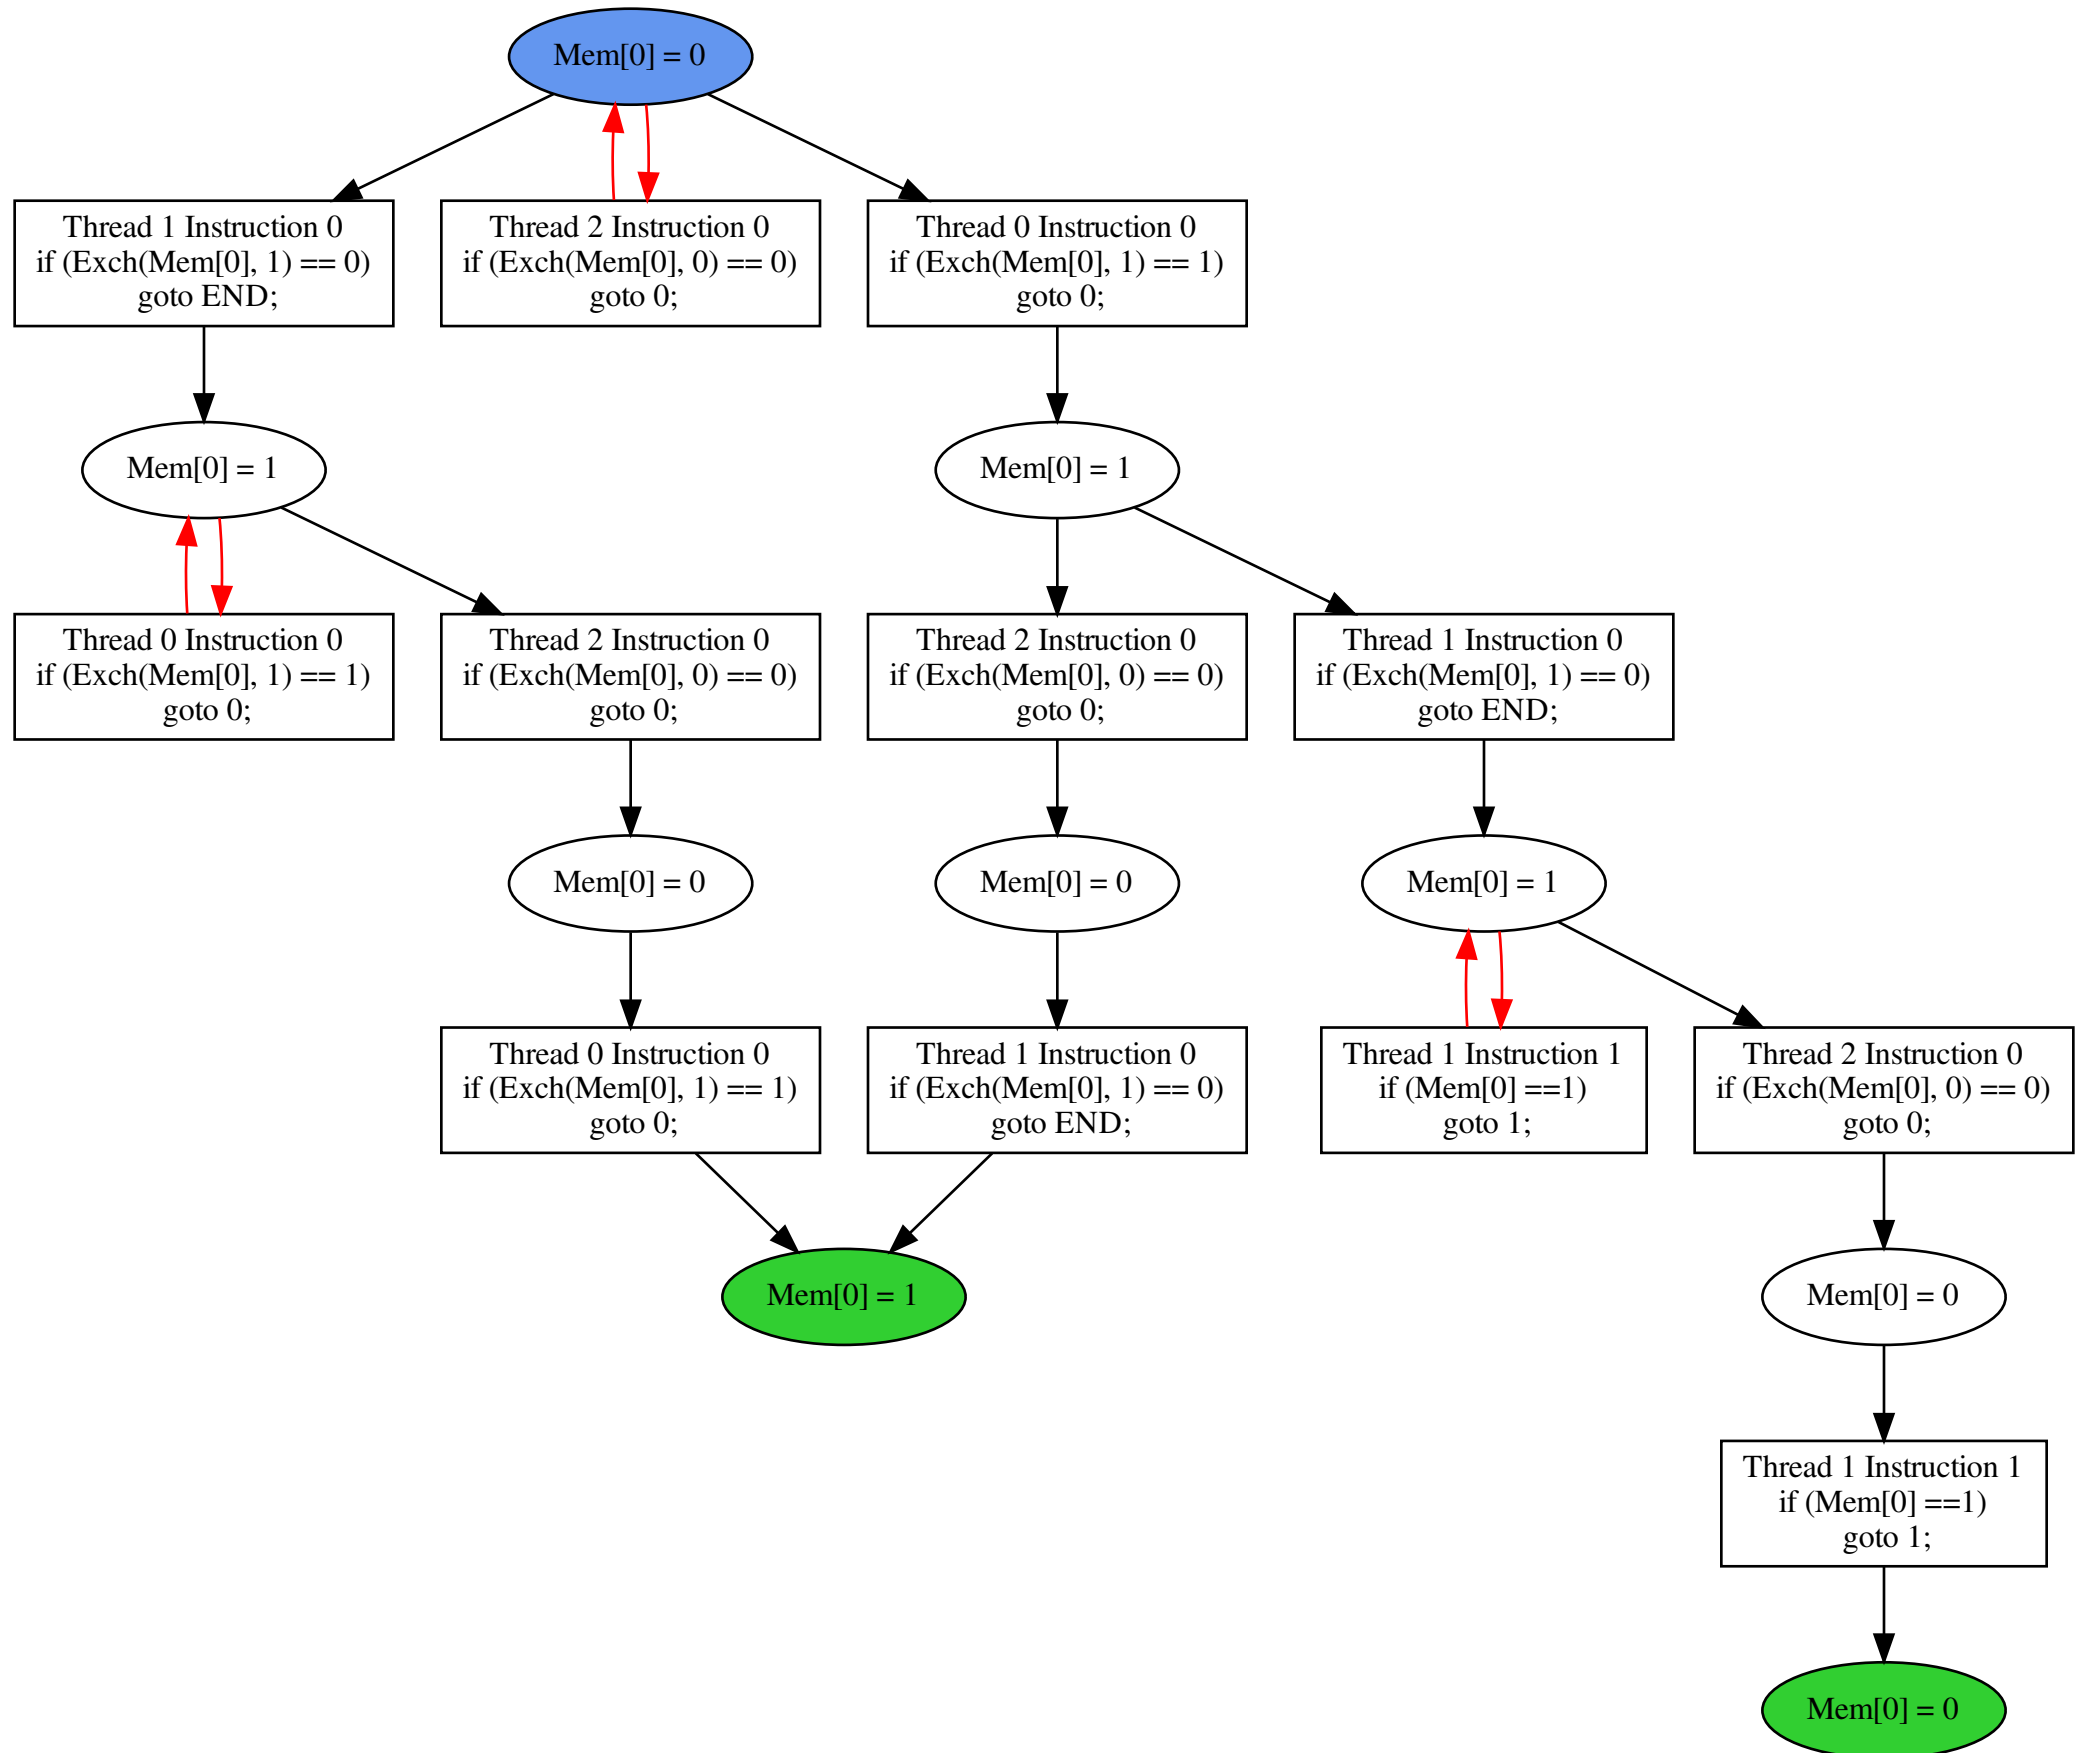 Mem[0] = 0
Thread 1 Instruction 0
if (Exch(Mem[0], 1) == 0)
goto END;
Thread 2 Instruction 0
if (Exch(Mem[0], 0) == 0)
goto 0;
Thread 0 Instruction 0
if (Exch(Mem[0], 1) == 1)
goto 0;
Mem[0] = 1
Mem[0] = 1
Thread 0 Instruction 0
if (Exch(Mem[0], 1) == 1)
goto 0;
Thread 2 Instruction 0
if (Exch(Mem[0], 0) == 0)
goto 0;
Thread 2 Instruction 0
if (Exch(Mem[0], 0) == 0)
goto 0;
Thread 1 Instruction 0
if (Exch(Mem[0], 1) == 0)
goto END;
Mem[0] = 0
Mem[0] = 0
Mem[0] = 1
Thread 0 Instruction 0
if (Exch(Mem[0], 1) == 1)
goto 0;
Thread 1 Instruction 0
if (Exch(Mem[0], 1) == 0)
goto END;
Thread 1 Instruction 1
if (Mem[0] ==1)
goto 1;
Thread 2 Instruction 0
if (Exch(Mem[0], 0) == 0)
goto 0;
Mem[0] = 1
Mem[0] = 0
Thread 1 Instruction 1
if (Mem[0] ==1)
goto 1;
Mem[0] = 0